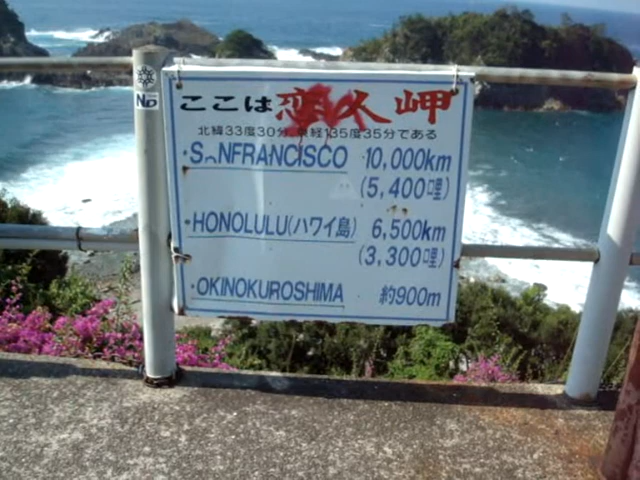 ND
ここは恋人岬
北緯33度30分 東経135度35分である
・SANFRANCISCO 10,000km
(5,400哩)
・HONOLULU(ハワイ島) 6,500km
(3,300哩)
・OKINOKUROSHIMA 約900m